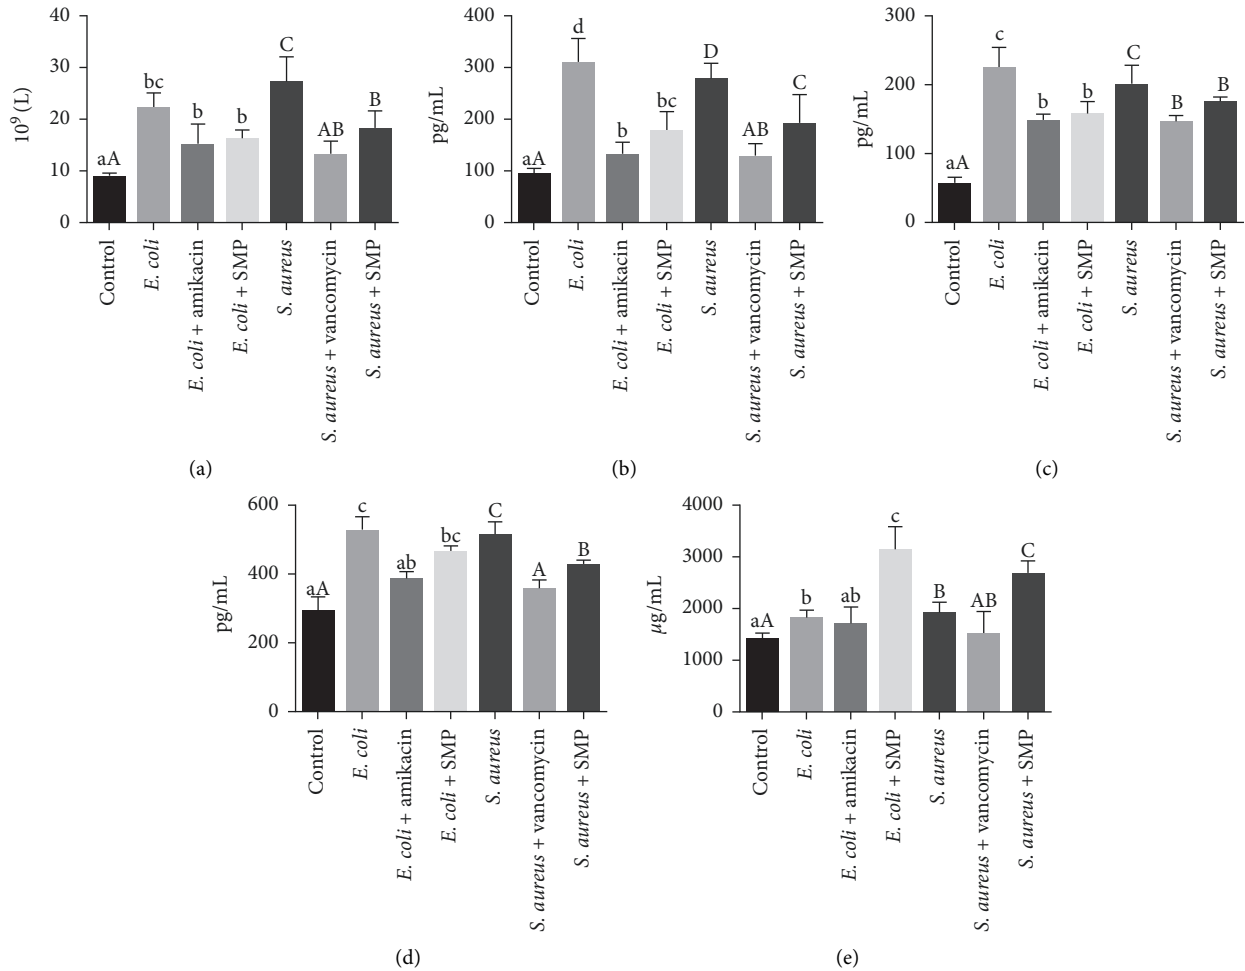 40
30
20
10
0
10⁹ (L)
aA
bc
b
b
C
AB
B
Control
E. coli
E. coli + amikacin
E. coli + SMP
S. aureus
S. aureus + vancomycin
S. aureus + SMP
(a)
400
300
200
100
0
pg/mL
aA
d
b
bc
D
AB
C
Control
E. coli
E. coli + amikacin
E. coli + SMP
S. aureus
S. aureus + vancomycin
S. aureus + SMP
(b)
300
200
100
0
pg/mL
aA
c
b
b
C
B
B
Control
E. coli
E. coli + amikacin
E. coli + SMP
S. aureus
S. aureus + vancomycin
S. aureus + SMP
(c)
600
400
200
0
pg/mL
aA
c
ab
bc
C
A
B
Control
E. coli
E. coli + amikacin
E. coli + SMP
S. aureus
S. aureus + vancomycin
S. aureus + SMP
(d)
4000
3000
2000
1000
0
μg/mL
aA
b
ab
c
B
AB
C
Control
E. coli
E. coli + amikacin
E. coli + SMP
S. aureus
S. aureus + vancomycin
S. aureus + SMP
(e)